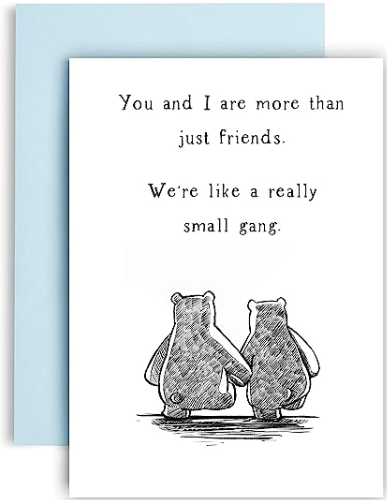 You and I are more than
just friends.
We're like a really
small gang.